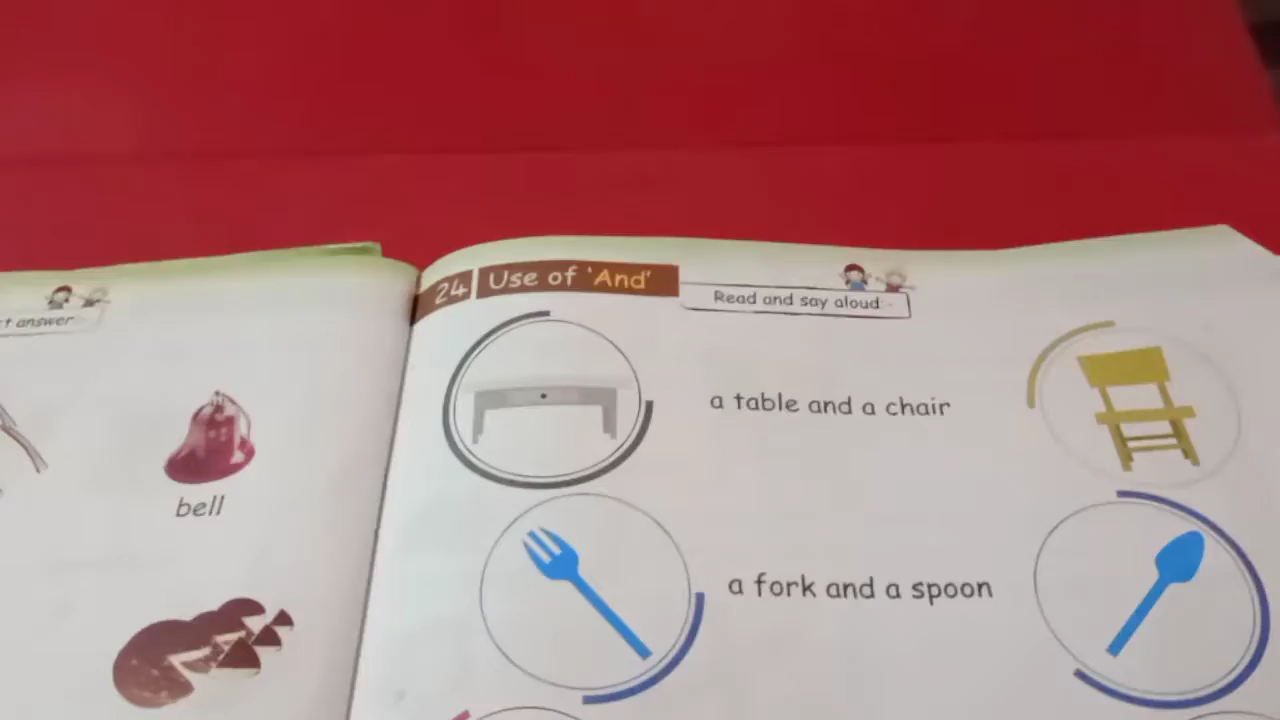 t answer
bell
24 Use of 'And'
Read and say aloud
a table and a chair
a fork and a spoon